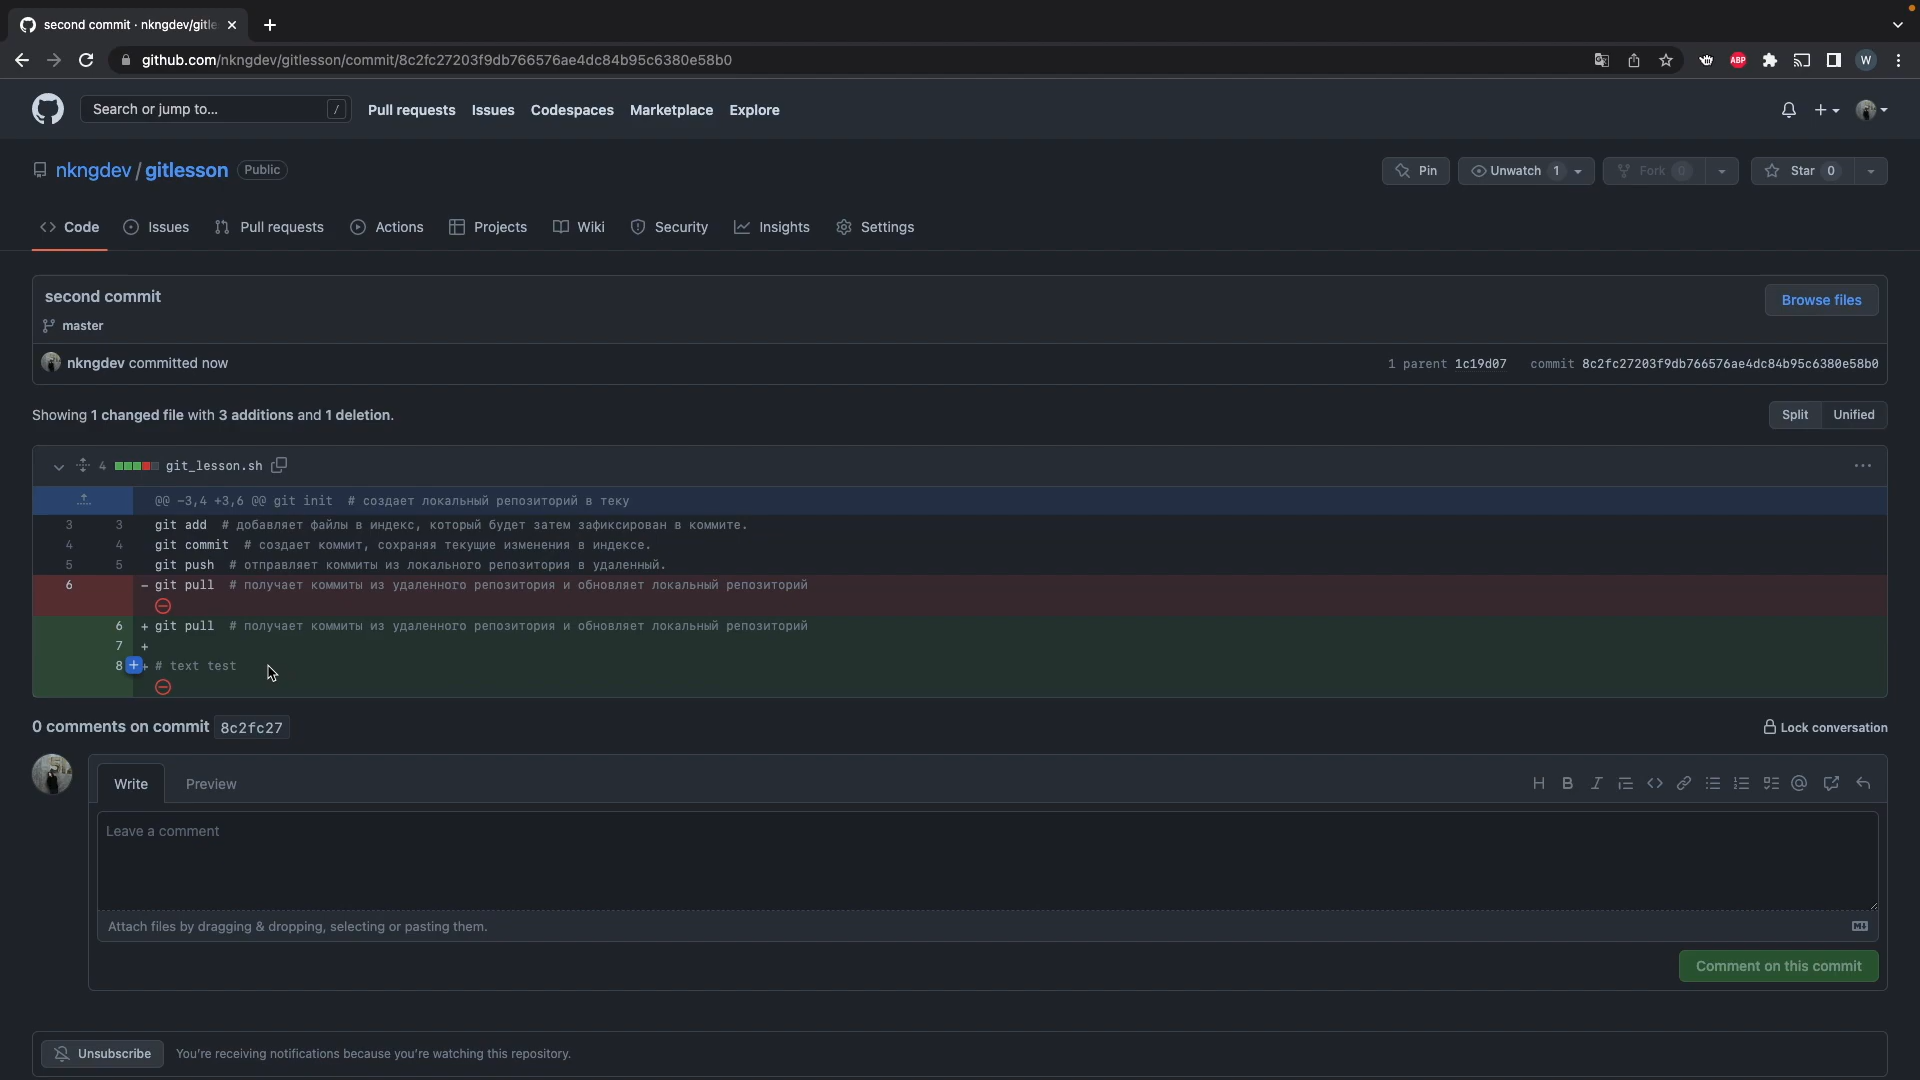 second commit · nkngdev/gitle
github.com/nkngdev/gitlesson/commit/8c2fc27203f9db766576ae4dc84b95c6380e58b0
ABP
W
Search or jump to...
/
Pull requests
Issues
Codespaces
Marketplace
Explore
nkngdev / gitlesson
Public
Pin
Unwatch 1
Fork 0
Star 0
Code
Issues
Pull requests
Actions
Projects
Wiki
Security
Insights
Settings
second commit
Browse files
master
nkngdev committed now
1 parent 1c19d07
commit 8c2fc27203f9db766576ae4dc84b95c6380e58b0
Showing 1 changed file with 3 additions and 1 deletion.
Split
Unified
4
git_lesson.sh
@@ -3,4 +3,6 @@ git init  # создает локальный репозиторий в теку
3 3 git add  # добавляет файлы в индекс, который будет затем зафиксирован в коммите.
4 4 git commit  # создает коммит, сохраняя текущие изменения в индексе.
5 5 git push  # отправляет коммиты из локального репозитория в удаленный.
6 - git pull  # получает коммиты из удаленного репозитория и обновляет локальный репозиторий
6 + git pull  # получает коммиты из удаленного репозитория и обновляет локальный репозиторий
7 +
8 + # text test
0 comments on commit 8c2fc27
Lock conversation
Write
Preview
Leave a comment
Attach files by dragging & dropping, selecting or pasting them.
Comment on this commit
Unsubscribe
You're receiving notifications because you're watching this repository.